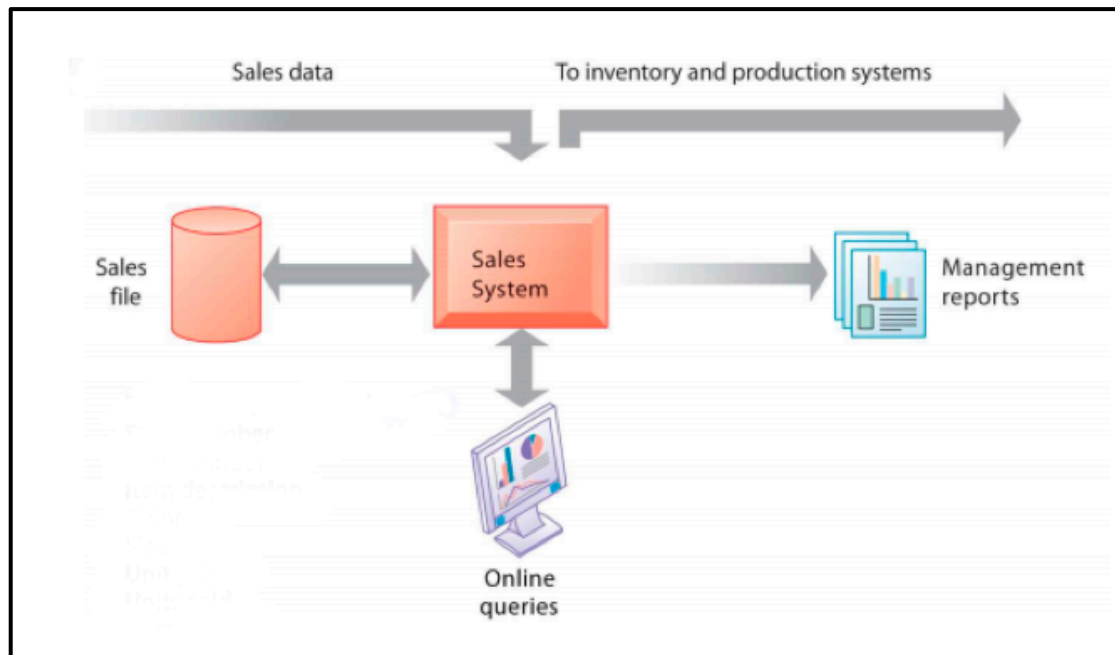 Sales data
To inventory and production systems
Sales
file
Sales
System
Management
reports
Online
queries